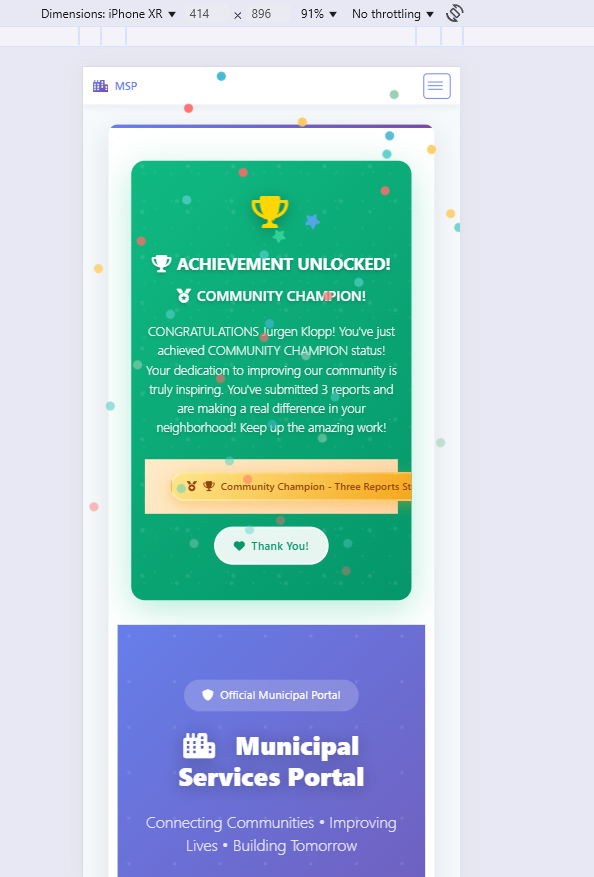 Dimensions: iPhone XR ▼ 414 × 896 91% ▼ No throttling ▼
MSP
ACHIEVEMENT UNLOCKED!
COMMUNITY CHAMPION!
CONGRATULATIONS Jurgen Klopp! You've just
achieved COMMUNITY CHAMPION status!
Your dedication to improving our community is
truly inspiring. You've submitted 3 reports and
are making a real difference in your
neighborhood! Keep up the amazing work!
Community Champion - Three Reports St
Thank You!
Official Municipal Portal
Municipal
Services Portal
Connecting Communities • Improving
Lives • Building Tomorrow